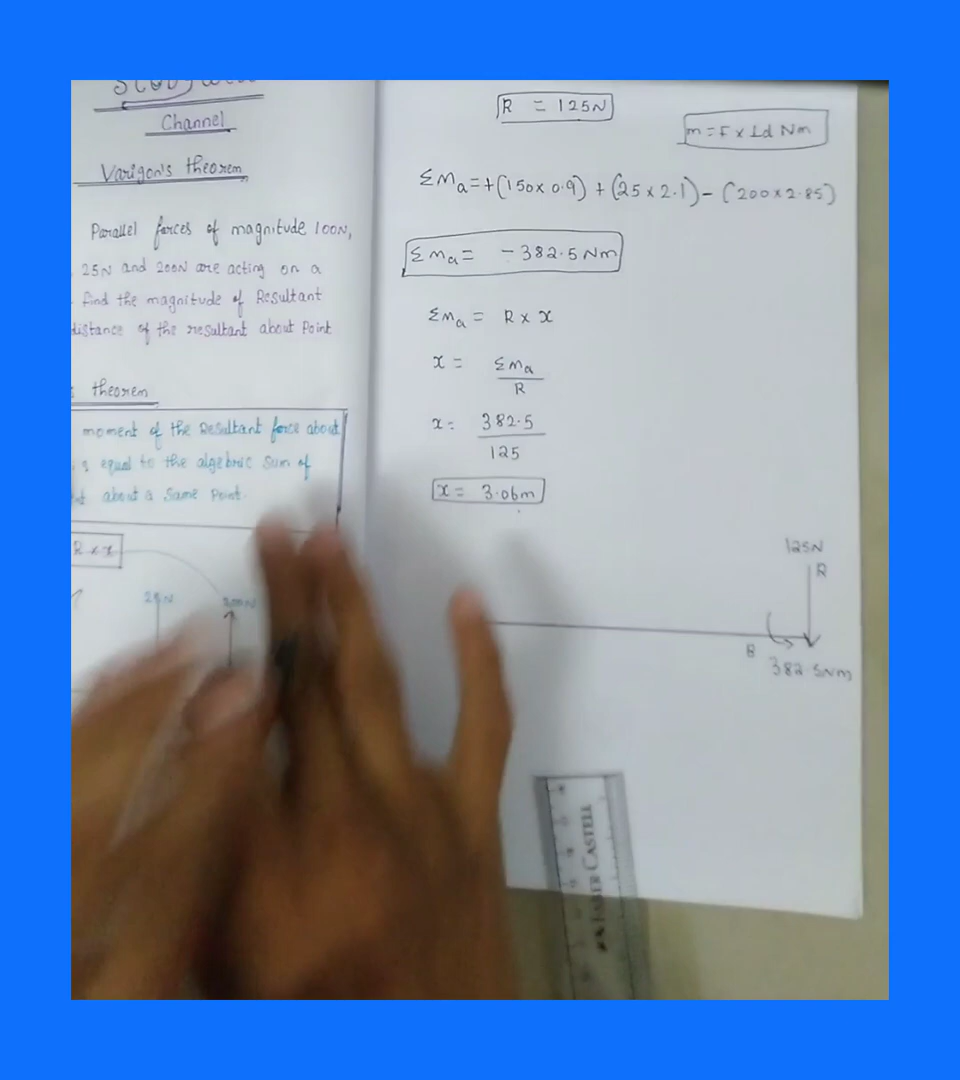 Channel
Varigon's theorem
Parallel forces of magnitude 100N,
25N and 200N are acting on a
find the magnitude of Resultant
distance of the resultant about Point
theorem
moment of the Resultant force about
equal to the algebric sum of
about a Same Point.
R × x
25N
200N
R = 125N
m = F × ⊥d Nm
ΣMa = +(150 × 0.9) + (25 × 2.1) - (200 × 2.85)
Σma = - 382.5 Nm
Σma = R × x
x = Σma
R
x = 382.5
125
x = 3.06m
125N
R
B
382.5Nm
FABER CASTELL